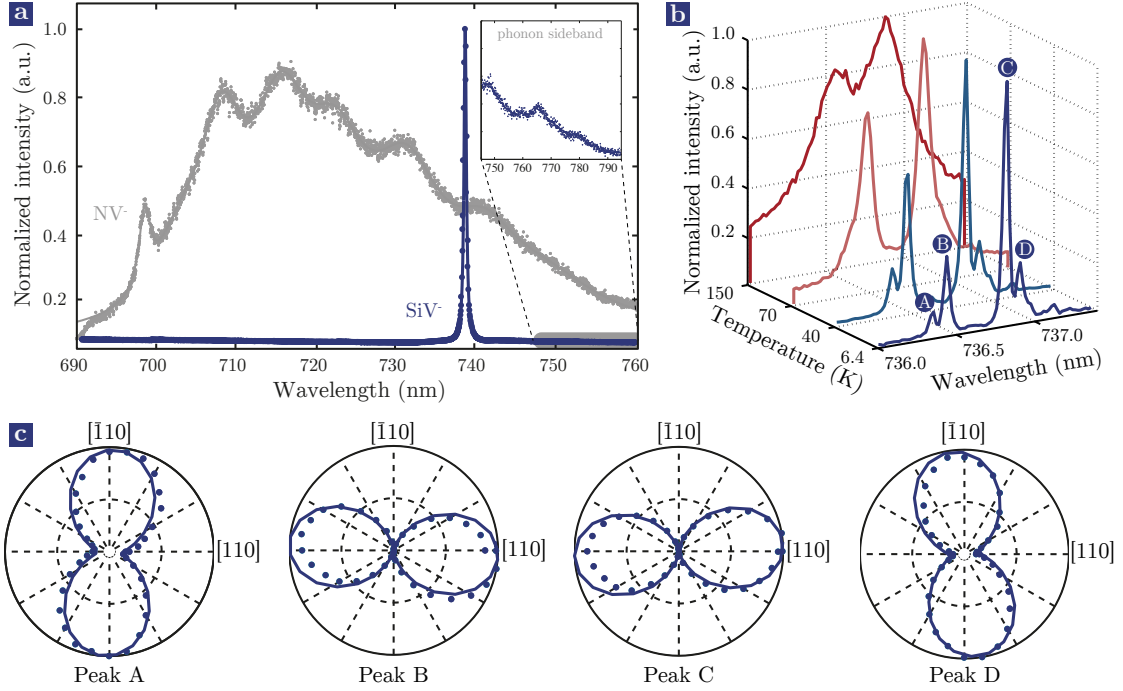 a
Normalized intensity (a.u.)
1.0
0.8
0.6
0.4
0.2
NV-
SiV-
690
700
710
720
730
740
750
760
Wavelength (nm)
phonon sideband
750
760
770
780
790
b
Normalized intensity (a.u.)
1.0
0.8
0.6
0.4
0.2
150
70
40
6.4
Temperature (K)
736.0
736.5
737.0
Wavelength (nm)
A
B
C
D
c
[1̄10]
[110]
Peak A
[1̄10]
[110]
Peak B
[1̄10]
[110]
Peak C
[1̄10]
[110]
Peak D